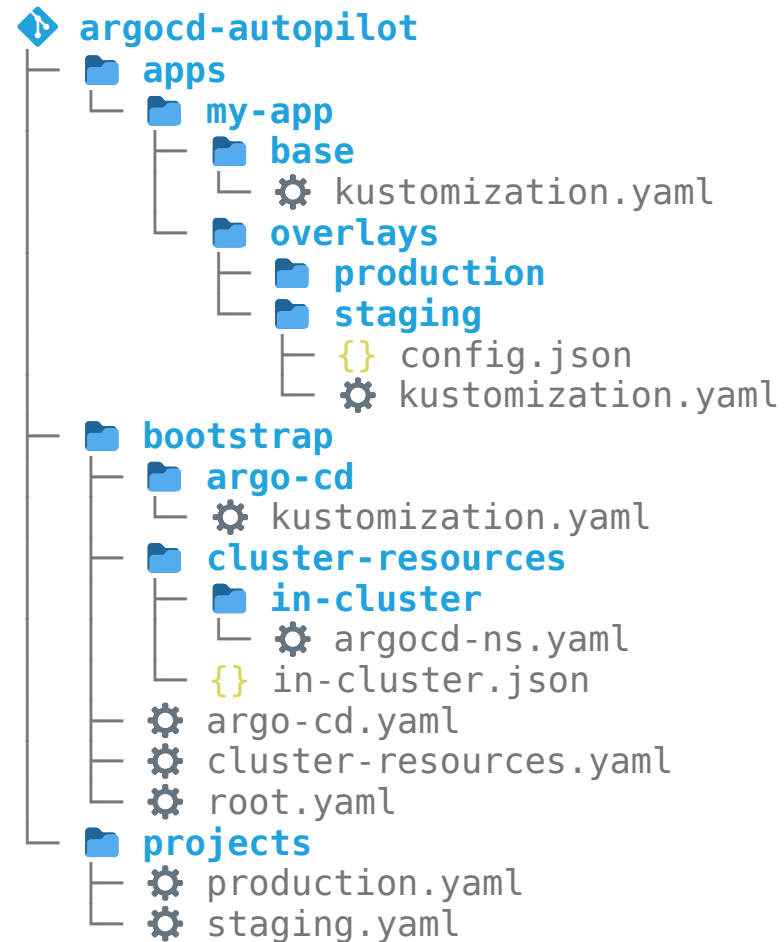 argocd-autopilot
apps
my-app
base
kustomization.yaml
overlays
production
staging
{} config.json
kustomization.yaml
bootstrap
argo-cd
kustomization.yaml
cluster-resources
in-cluster
argocd-ns.yaml
{} in-cluster.json
argo-cd.yaml
cluster-resources.yaml
root.yaml
projects
production.yaml
staging.yaml